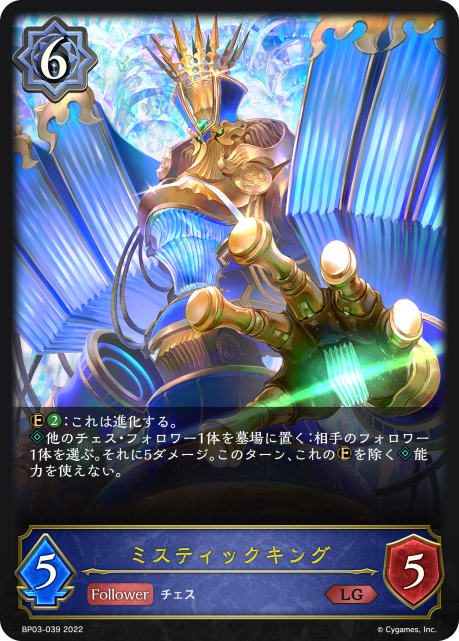 6
E 2：これは進化する。
他のチェス・フォロワー1体を墓場に置く：相手のフォロワー
1体を選ぶ。それに5ダメージ。このターン、これのEを除く能
力を使えない。
ミスティックキング
5
Follower チェス
LG
5
BP03-039 2022
© Cygames, Inc.